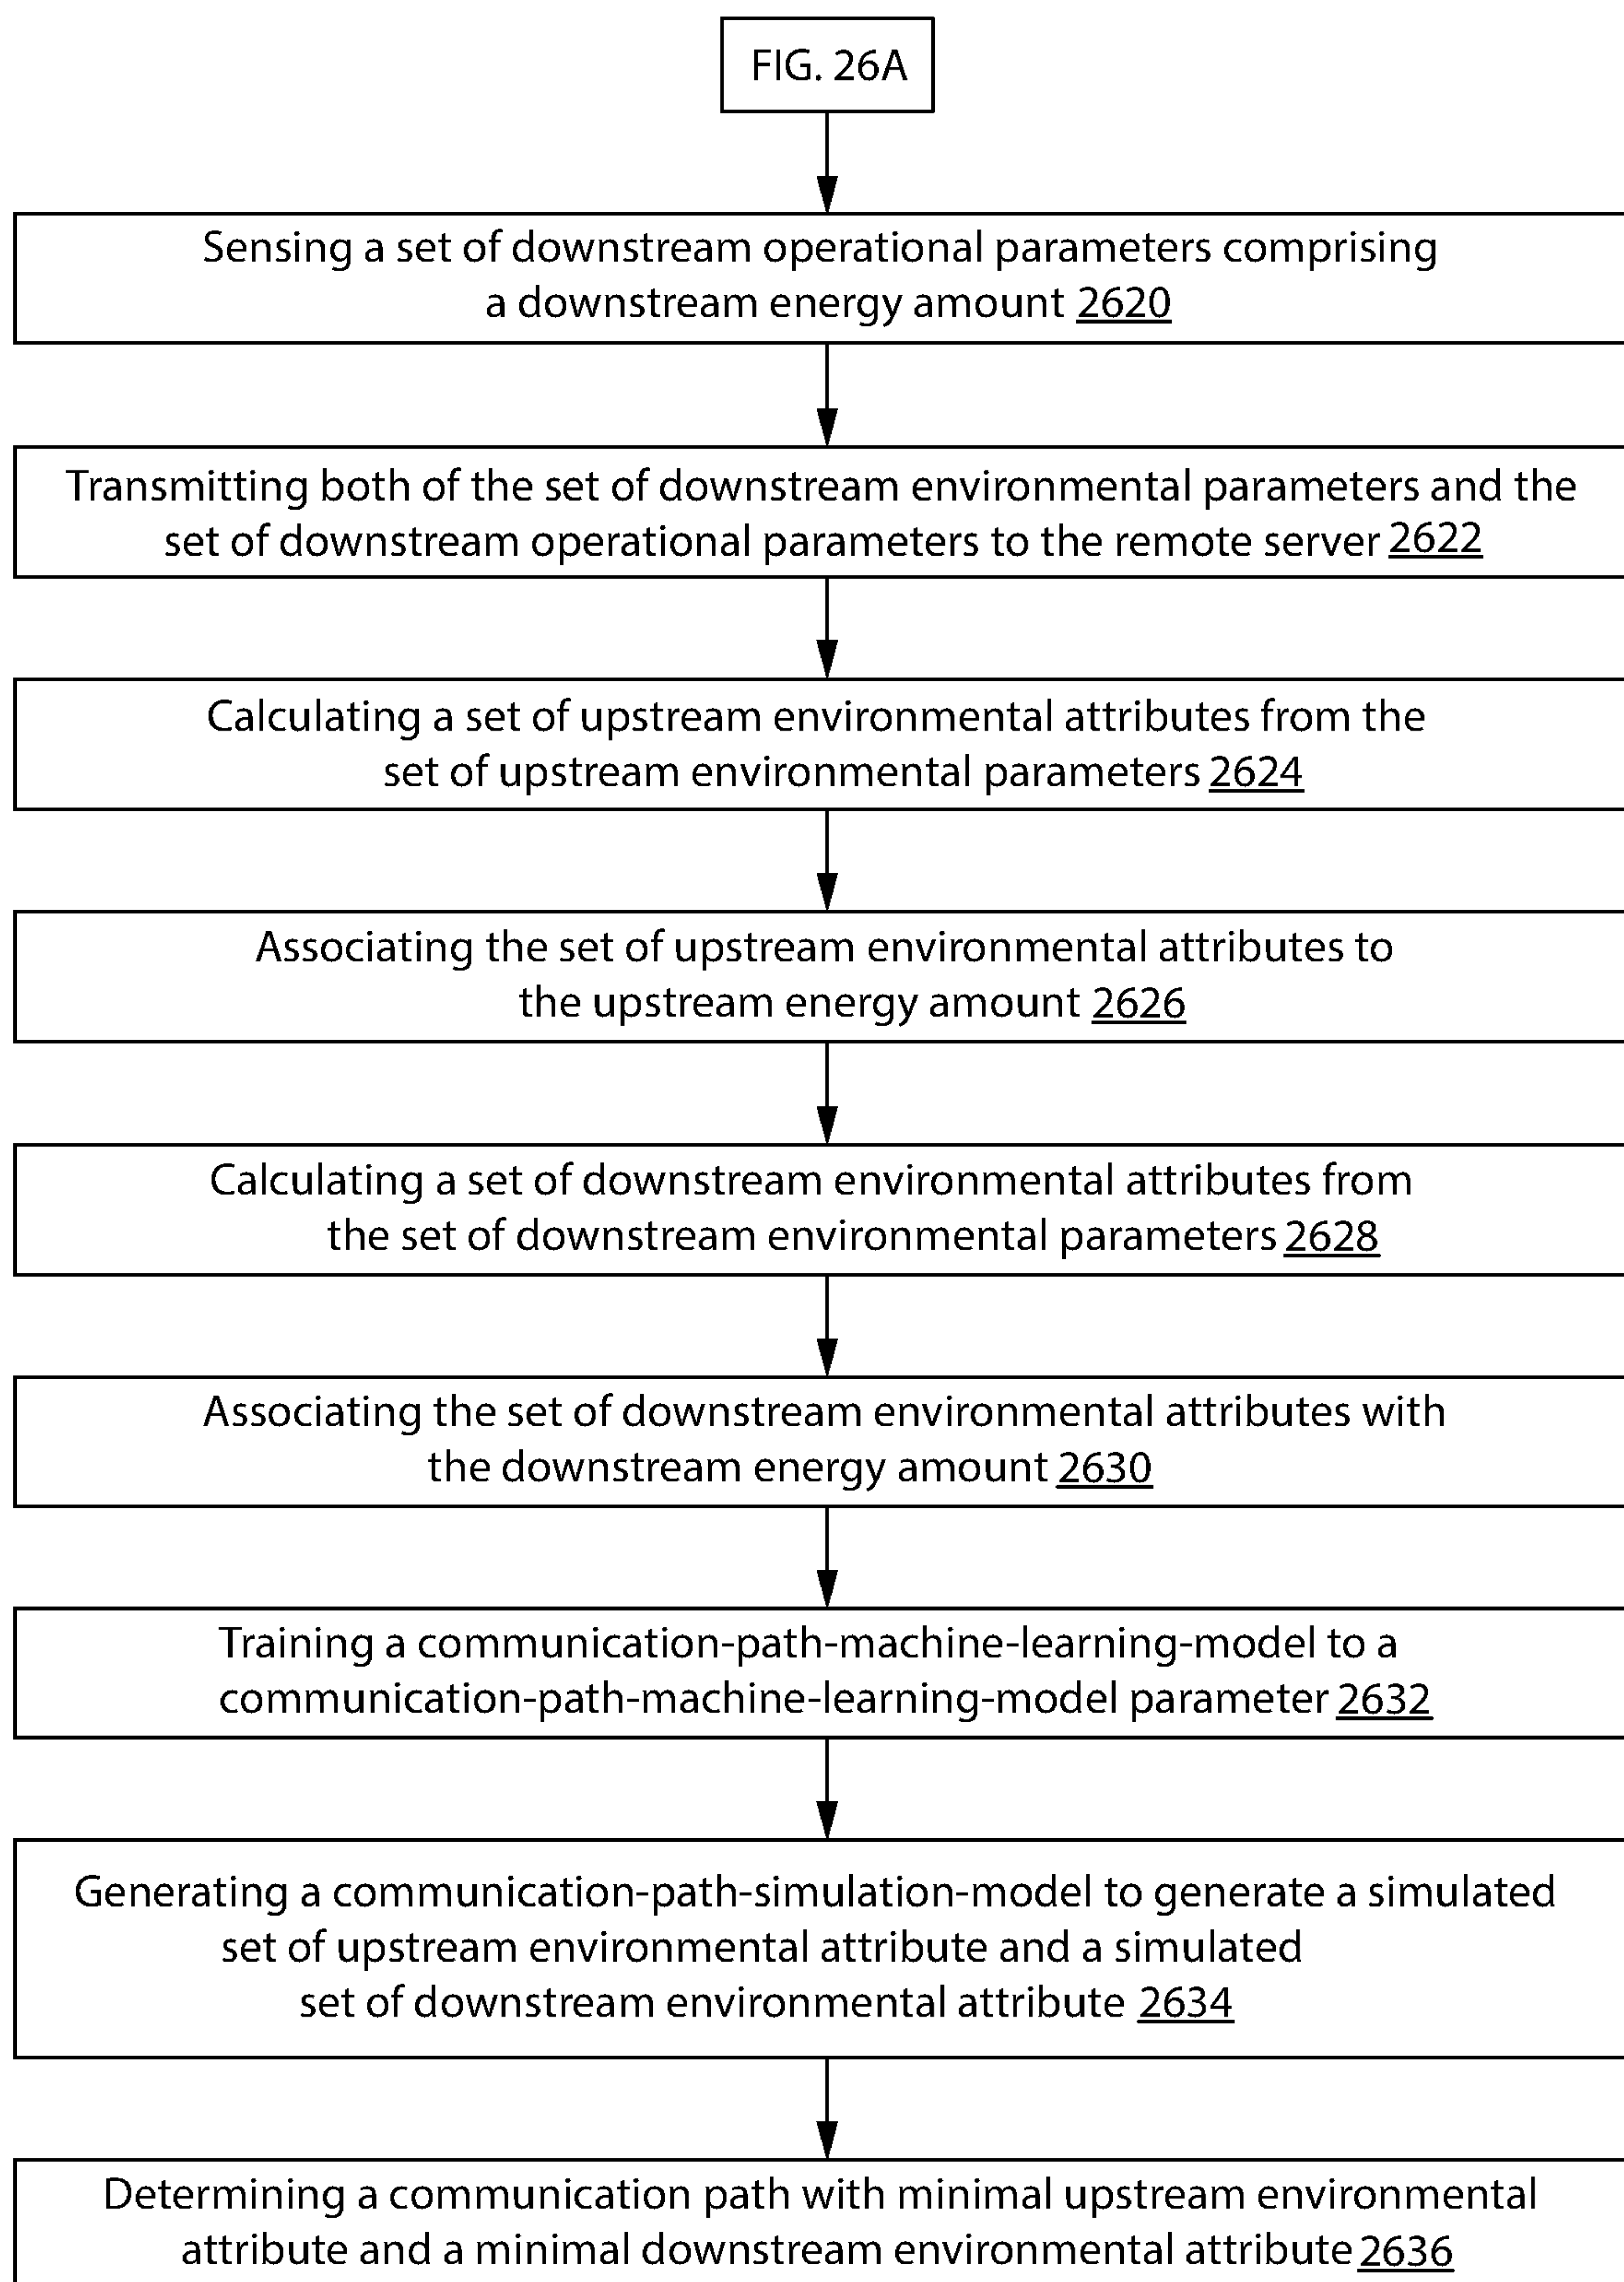 FIG. 26A
Sensing a set of downstream operational parameters comprising
a downstream energy amount 2620
Transmitting both of the set of downstream environmental parameters and the
set of downstream operational parameters to the remote server 2622
Calculating a set of upstream environmental attributes from the
set of upstream environmental parameters 2624
Associating the set of upstream environmental attributes to
the upstream energy amount 2626
Calculating a set of downstream environmental attributes from
the set of downstream environmental parameters 2628
Associating the set of downstream environmental attributes with
the downstream energy amount 2630
Training a communication-path-machine-learning-model to a
communication-path-machine-learning-model parameter 2632
Generating a communication-path-simulation-model to generate a simulated
set of upstream environmental attribute and a simulated
set of downstream environmental attribute 2634
Determining a communication path with minimal upstream environmental
attribute and a minimal downstream environmental attribute 2636